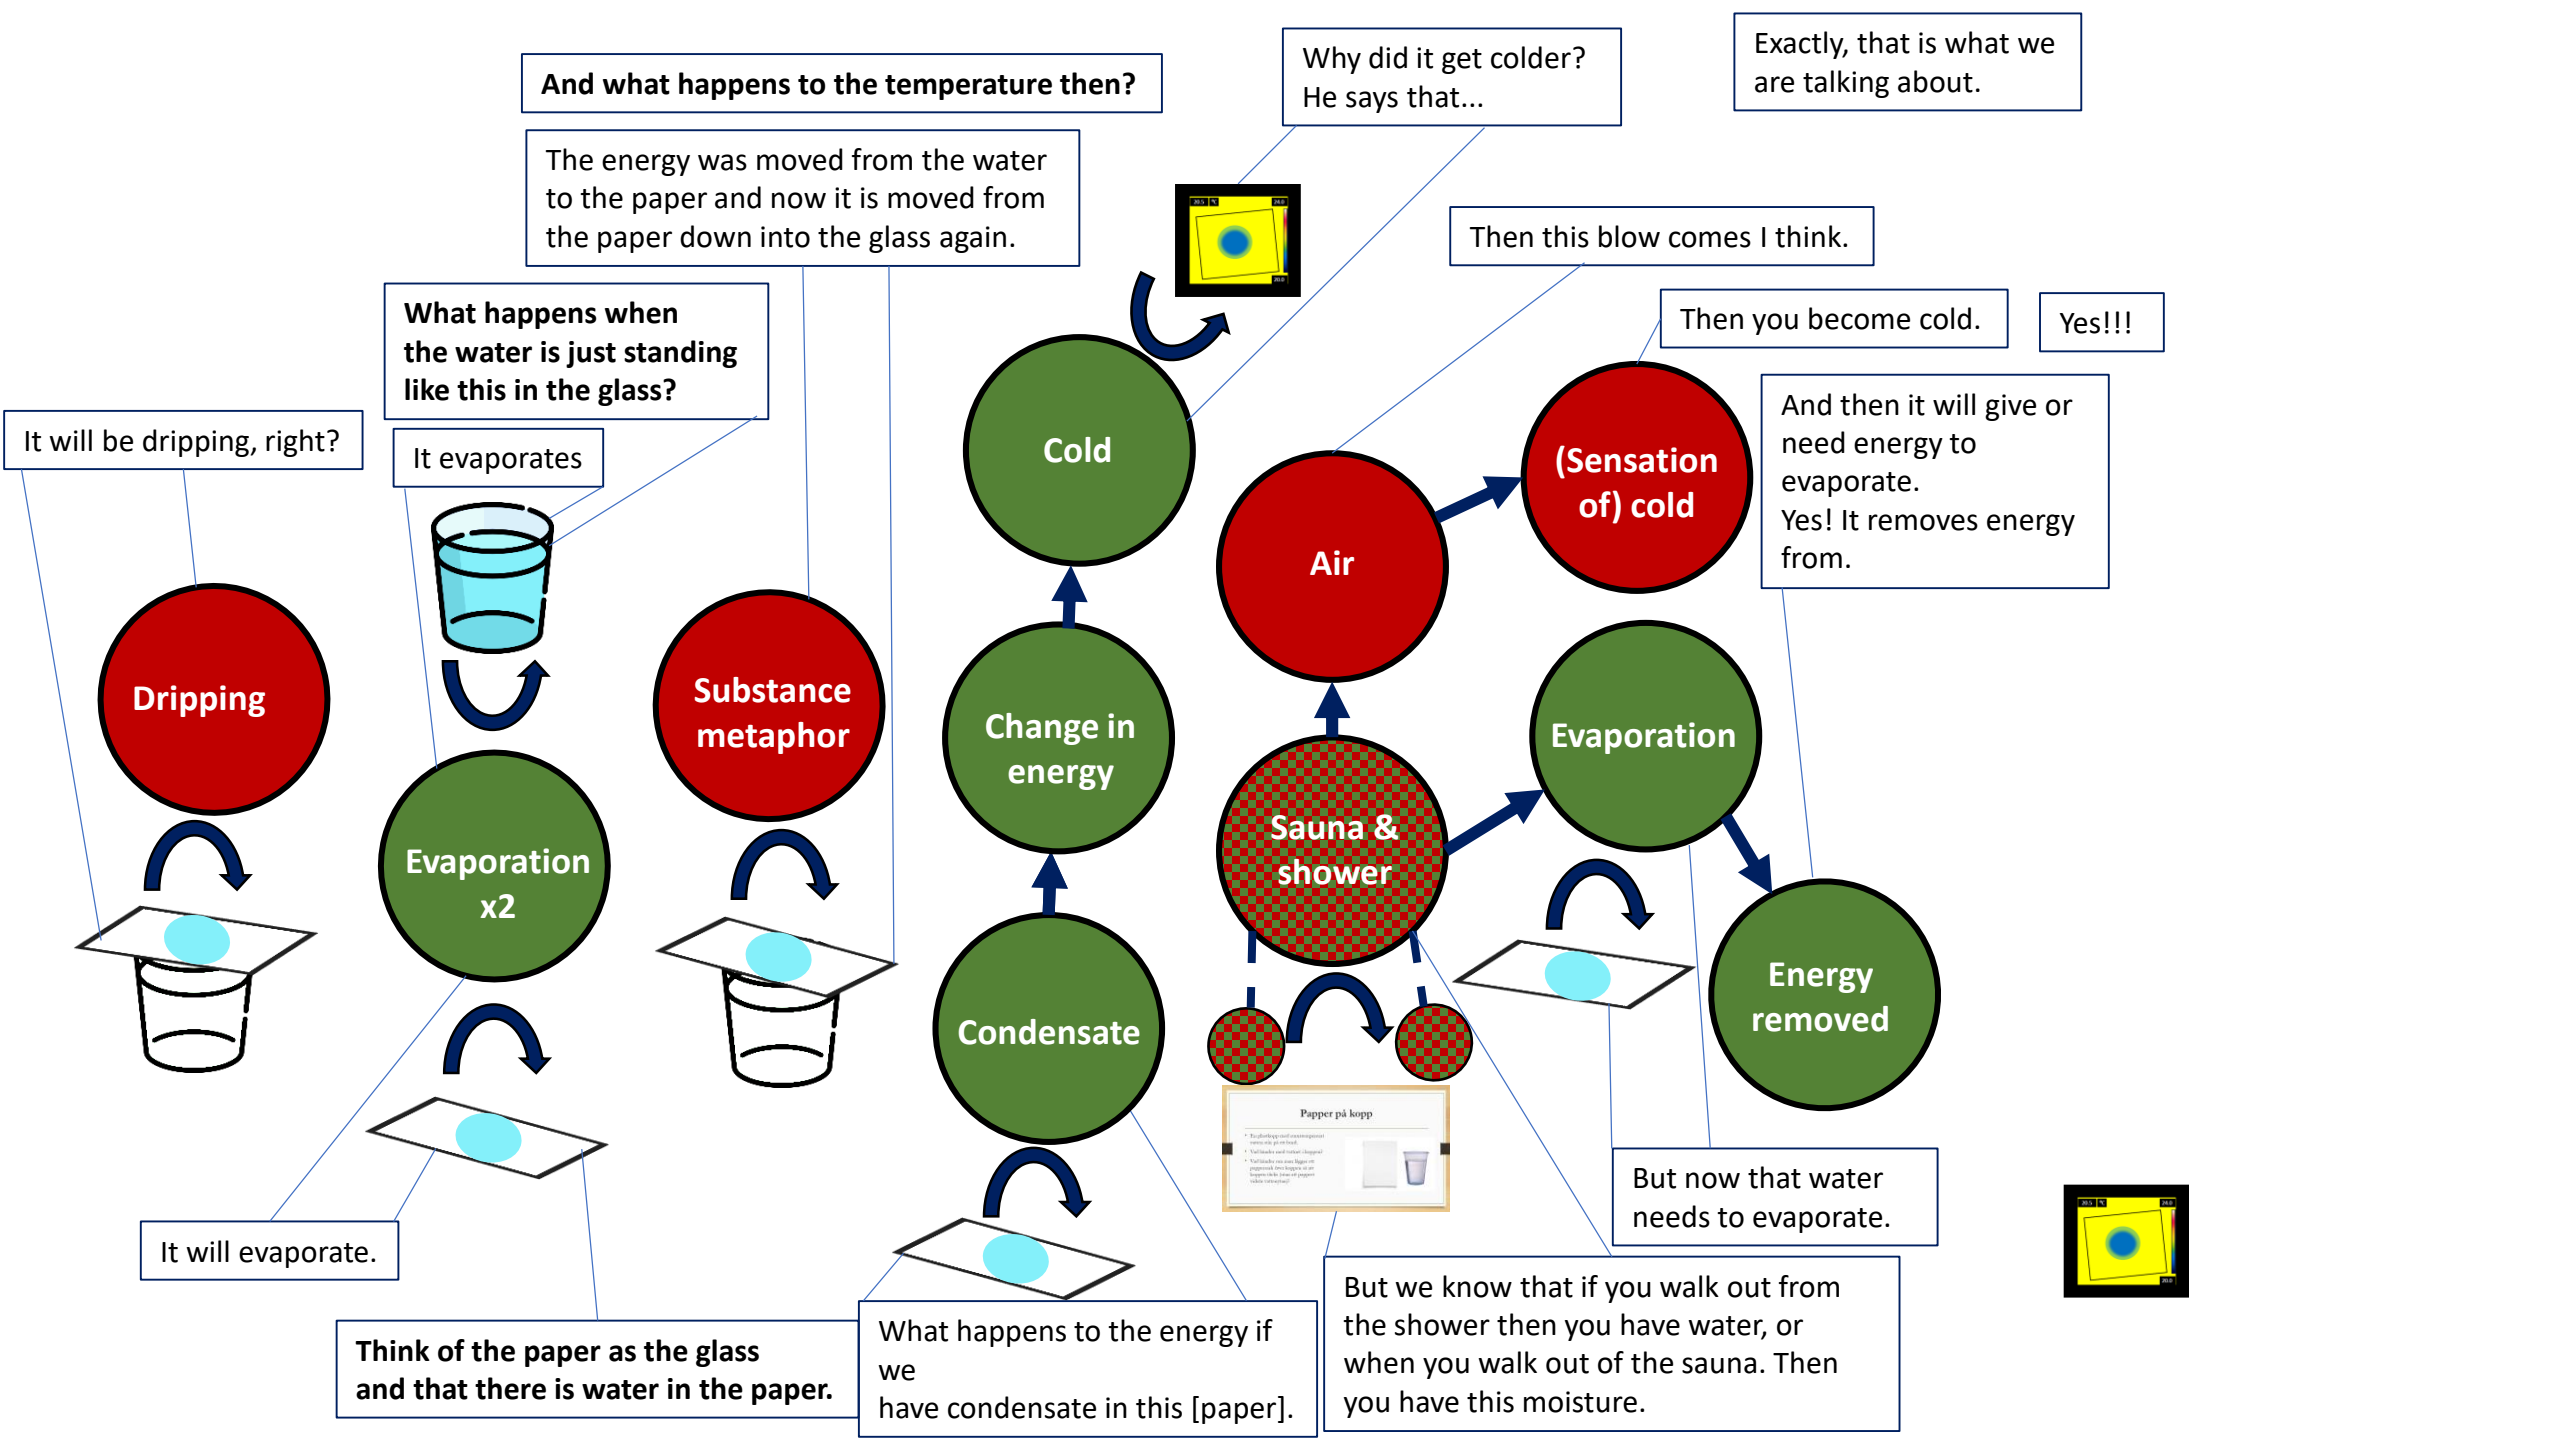 Exactly, that is what we
are talking about.
Why did it get colder?
He says that...
And what happens to the temperature then?
The energy was moved from the water
to the paper and now it is moved from
the paper down into the glass again.
Then this blow comes I think.
Then you become cold.
Yes!!!
What happens when
the water is just standing
like this in the glass?
It will be dripping, right?
It evaporates
And then it will give or
need energy to
evaporate.
Yes! It removes energy
from.
Cold
(Sensation
of) cold
Air
Dripping
Substance
metaphor
Change in
energy
Evaporation
Evaporation
x2
Sauna &
shower
Condensate
Energy
removed
Papper på kopp
But now that water
needs to evaporate.
It will evaporate.
But we know that if you walk out from
the shower then you have water, or
when you walk out of the sauna. Then
you have this moisture.
What happens to the energy if
we
have condensate in this [paper].
Think of the paper as the glass
and that there is water in the paper.